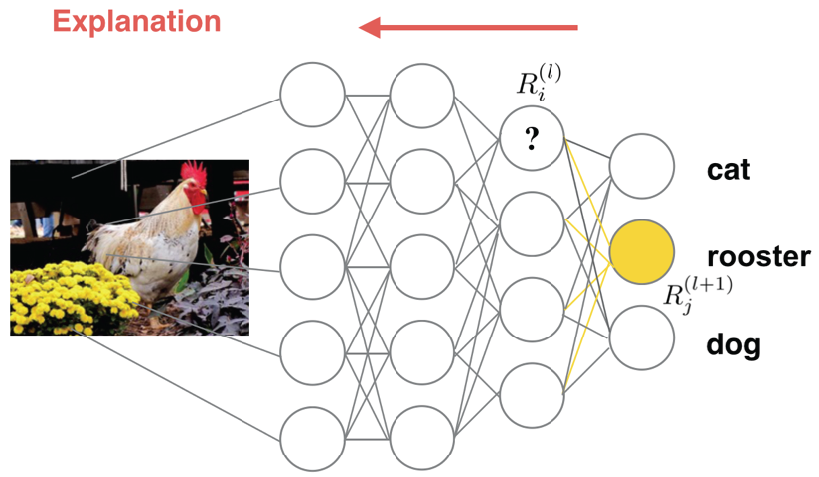 Explanation
R_i^{(l)}
?
cat
rooster
R_j^{(l+1)}
dog